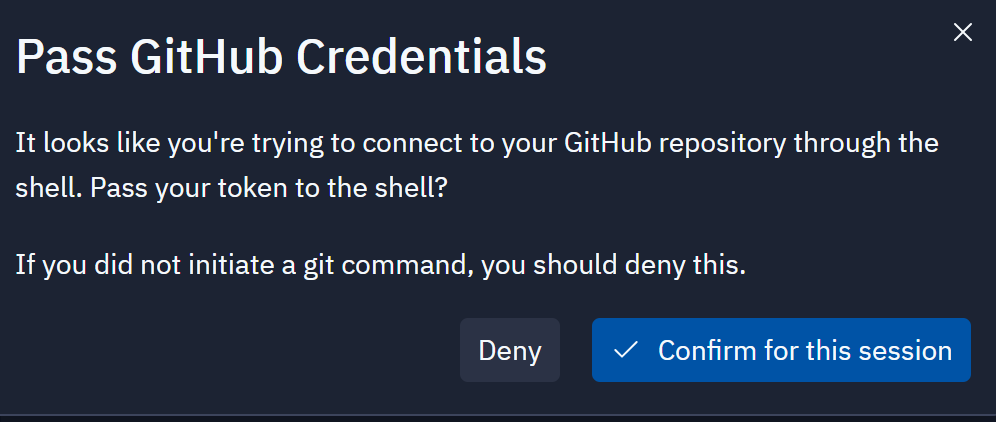 Pass GitHub Credentials
It looks like you're trying to connect to your GitHub repository through the
shell. Pass your token to the shell?
If you did not initiate a git command, you should deny this.
Deny
Confirm for this session